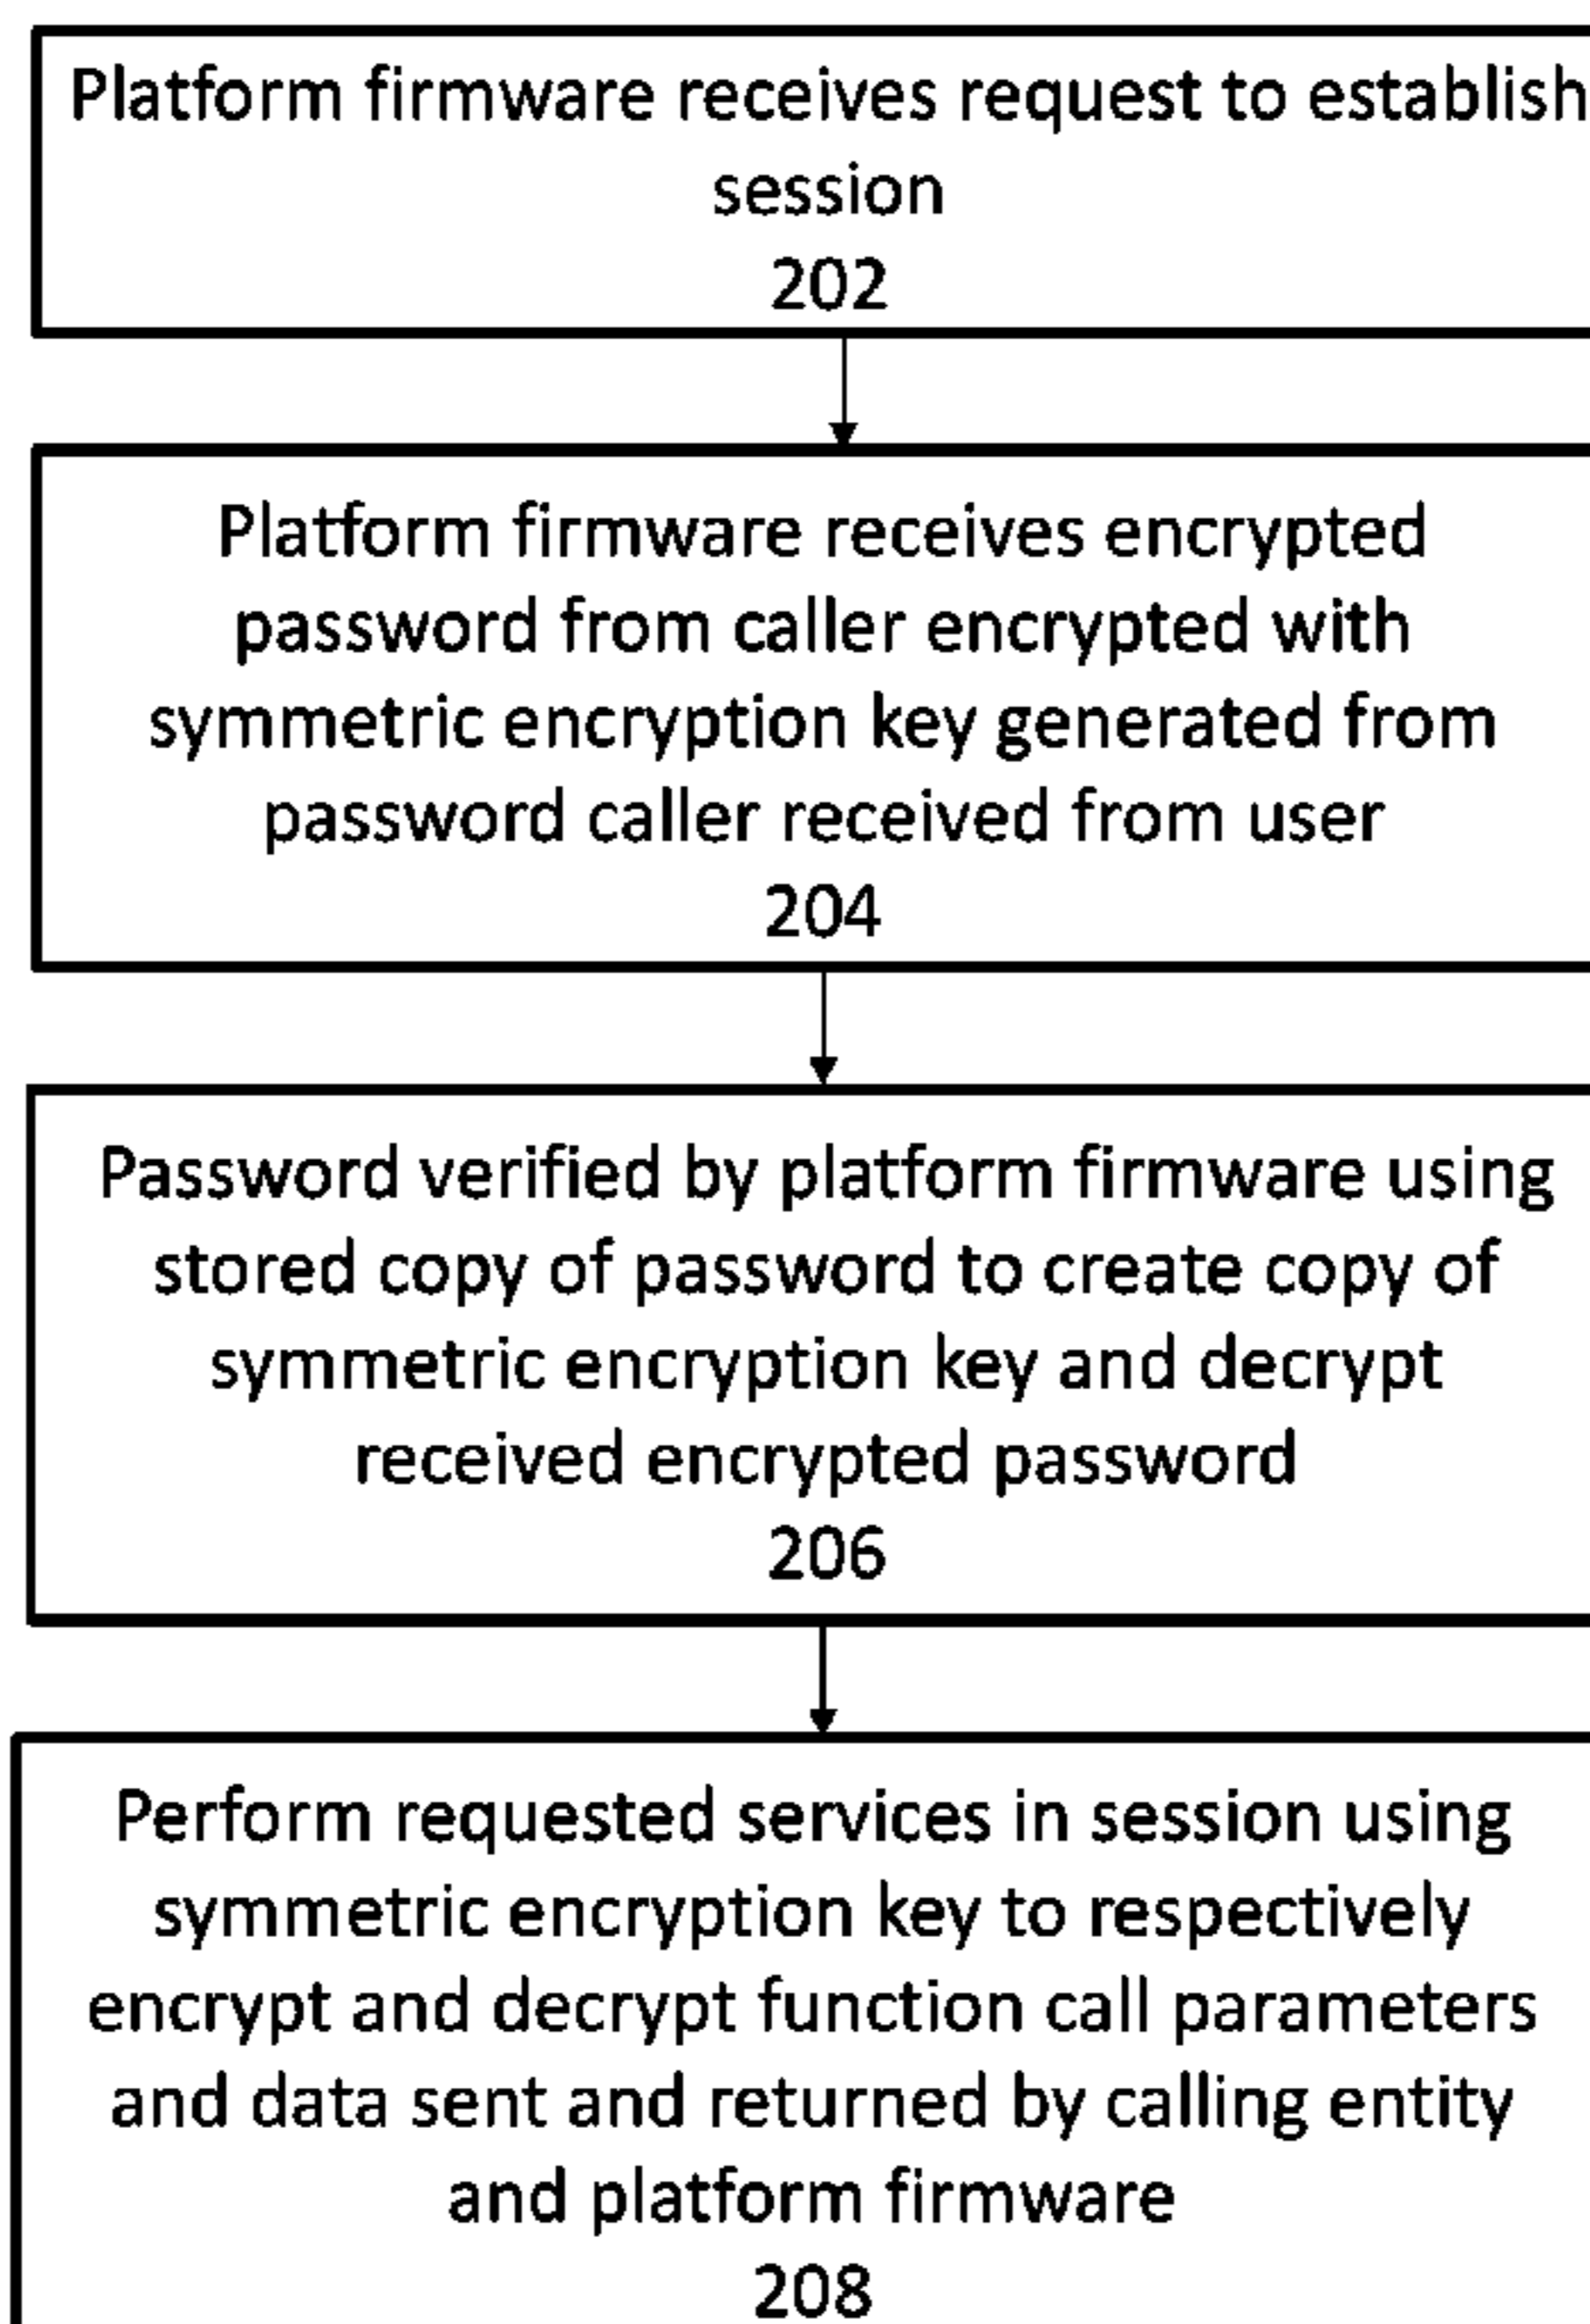 Platform firmware receives request to establish
session
202
Platform firmware receives encrypted
password from caller encrypted with
symmetric encryption key generated from
password caller received from user
204
Password verified by platform firmware using
stored copy of password to create copy of
symmetric encryption key and decrypt
received encrypted password
206
Perform requested services in session using
symmetric encryption key to respectively
encrypt and decrypt function call parameters
and data sent and returned by calling entity
and platform firmware
208